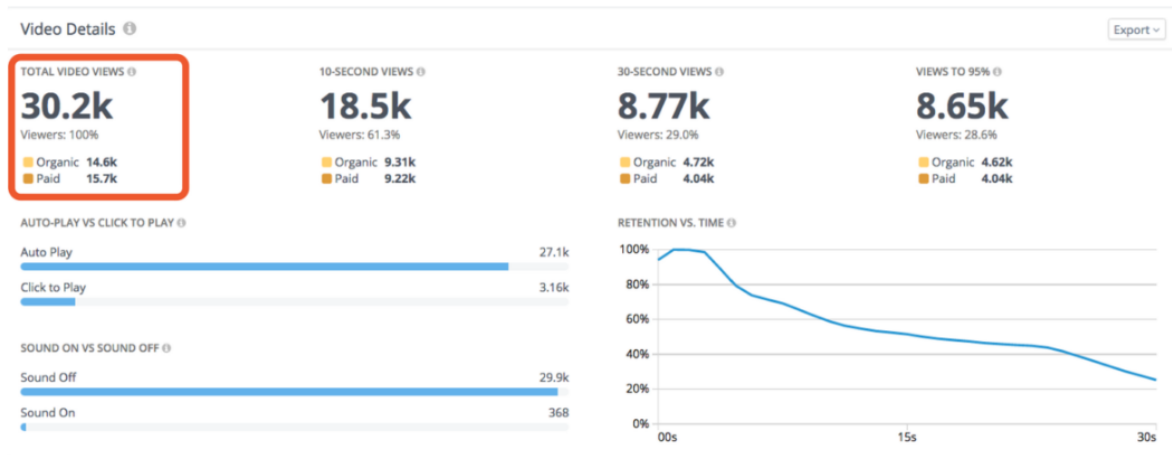 Video Details
Export
TOTAL VIDEO VIEWS
30.2k
Viewers: 100%
Organic 14.6k
Paid 15.7k
10-SECOND VIEWS
18.5k
Viewers: 61.3%
Organic 9.31k
Paid 9.22k
30-SECOND VIEWS
8.77k
Viewers: 29.0%
Organic 4.72k
Paid 4.04k
VIEWS TO 95%
8.65k
Viewers: 28.6%
Organic 4.62k
Paid 4.04k
AUTO-PLAY VS CLICK TO PLAY
Auto Play 27.1k
Click to Play 3.16k
SOUND ON VS SOUND OFF
Sound Off 29.9k
Sound On 368
RETENTION VS. TIME
100%
80%
60%
40%
20%
0%
00s 15s 30s